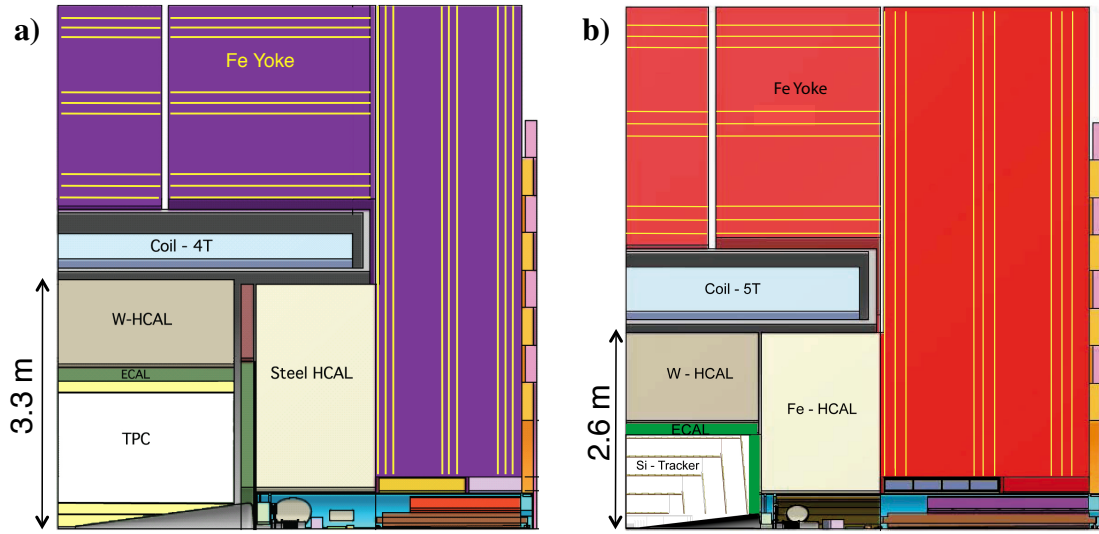 a)
Fe Yoke
Coil - 4T
W-HCAL
ECAL
Steel HCAL
TPC
3.3 m
b)
Fe Yoke
Coil - 5T
W - HCAL
Fe - HCAL
ECAL
Si - Tracker
2.6 m